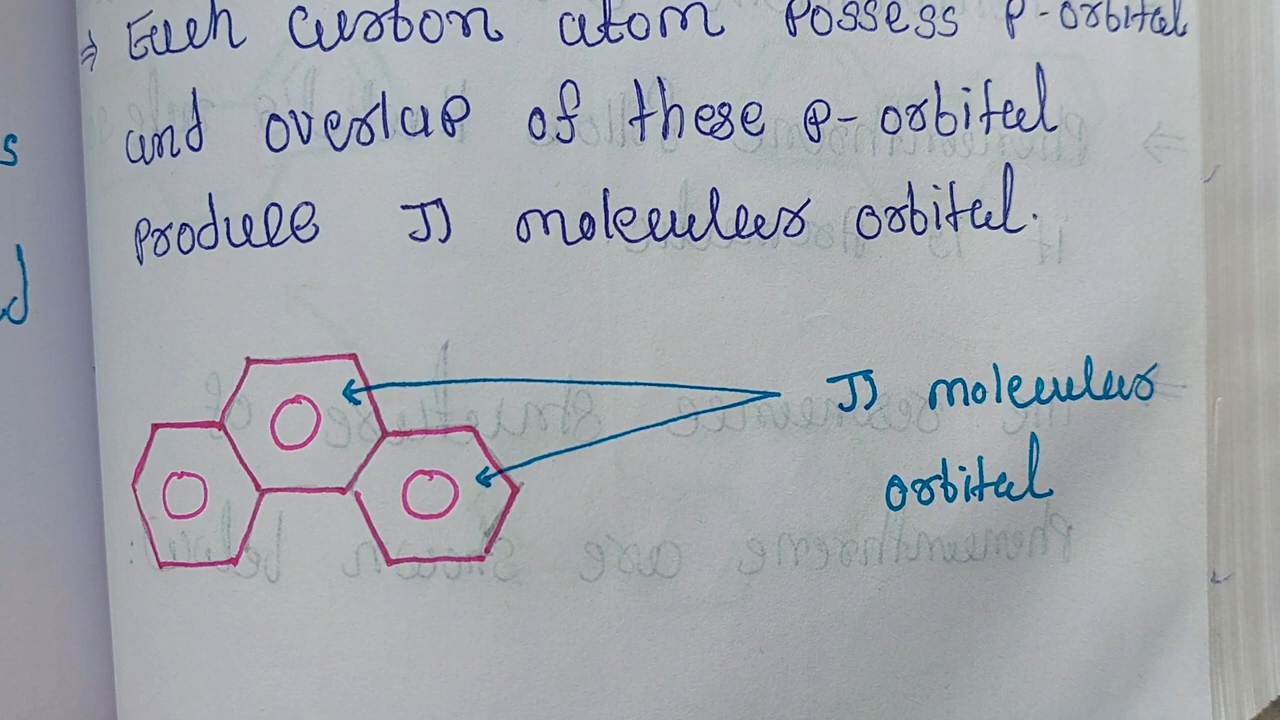 ⇒ Each carbon atom possess p-orbital
and overlap of these p-orbital
produce π molecular orbital.
π molecular
orbital
s
d